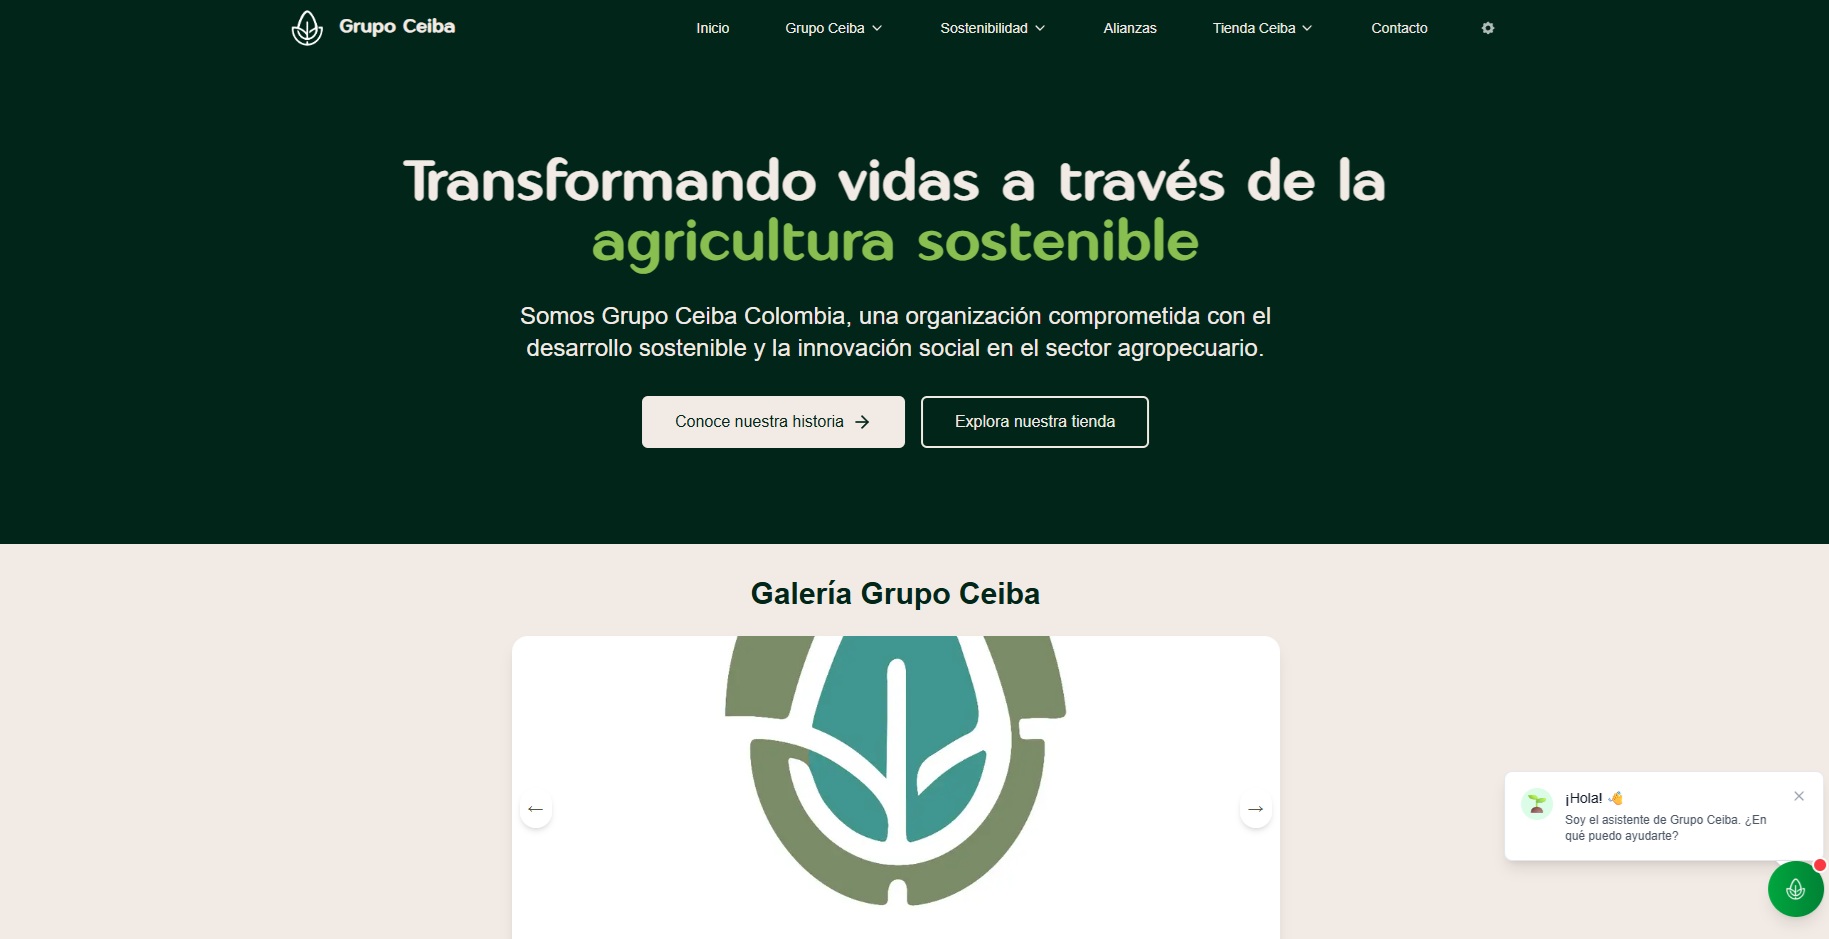 Grupo Ceiba
Inicio
Grupo Ceiba
Sostenibilidad
Alianzas
Tienda Ceiba
Contacto
Transformando vidas a través de la
agricultura sostenible
Somos Grupo Ceiba Colombia, una organización comprometida con el
desarrollo sostenible y la innovación social en el sector agropecuario.
Conoce nuestra historia →
Explora nuestra tienda
Galería Grupo Ceiba
←
→
¡Hola! 👋
Soy el asistente de Grupo Ceiba. ¿En
qué puedo ayudarte?